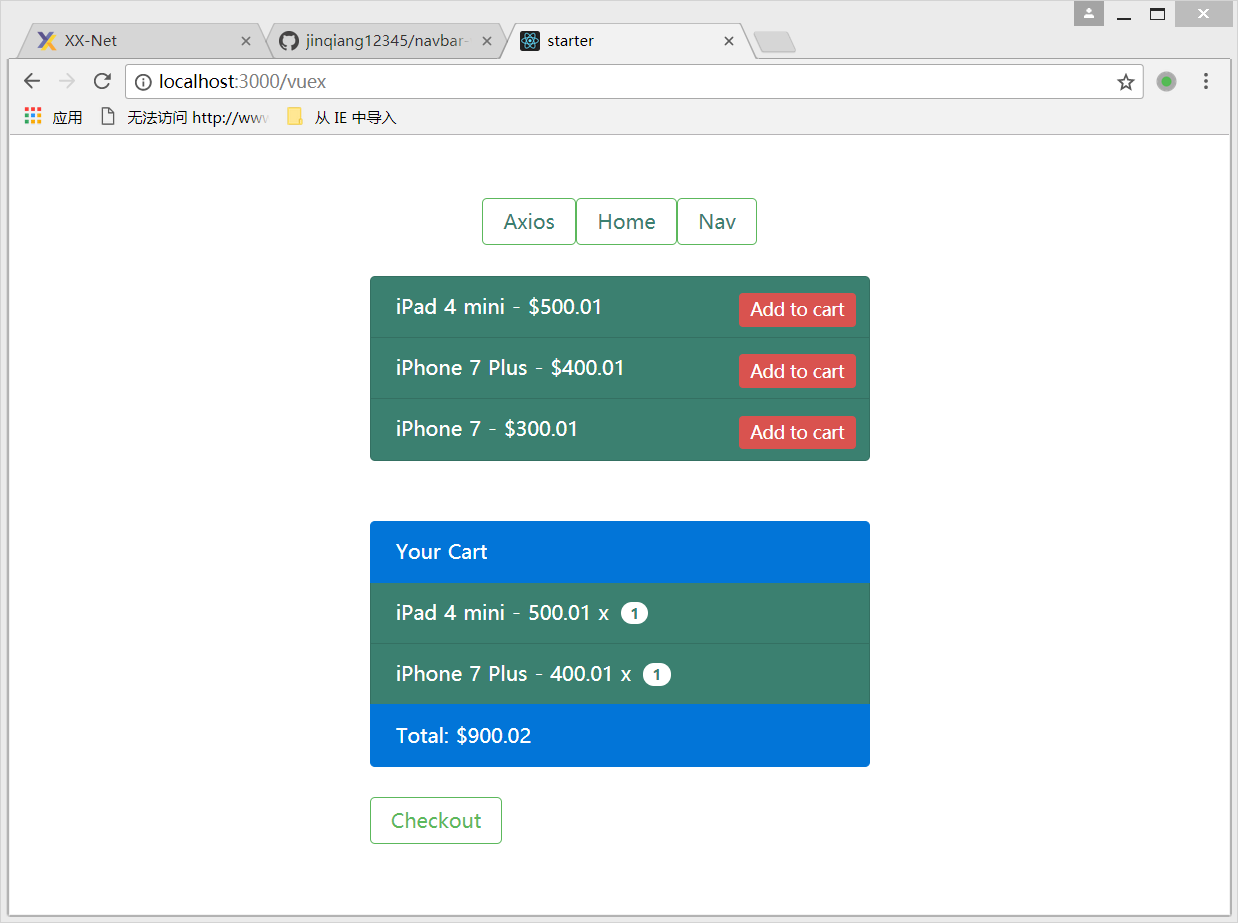 XX-Net
jinqiang12345/navbar-
starter
localhost:3000/vuex
应用
无法访问 http://www
从 IE 中导入
Axios
Home
Nav
iPad 4 mini - $500.01
Add to cart
iPhone 7 Plus - $400.01
Add to cart
iPhone 7 - $300.01
Add to cart
Your Cart
iPad 4 mini - 500.01 x 1
iPhone 7 Plus - 400.01 x 1
Total: $900.02
Checkout